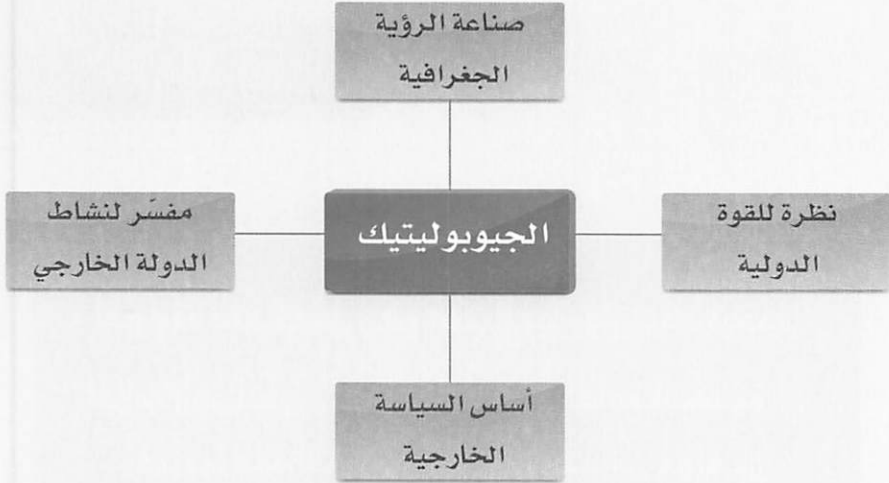 صناعة الرؤية
الجغرافية
نظرة للقوة
الدولية
الجيوبوليتيك
مفسّر لنشاط
الدولة الخارجي
أساس السياسة
الخارجية